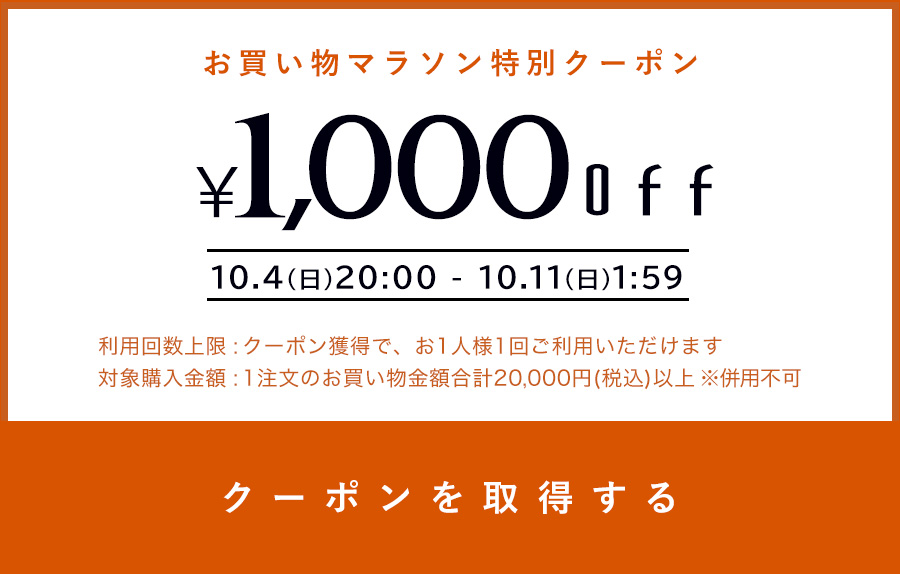 お買い物マラソン特別クーポン
¥1,000 Off
10.4(日)20:00 - 10.11(日)1:59
利用回数上限:クーポン獲得で、お1人様1回ご利用いただけます
対象購入金額:1注文のお買い物金額合計20,000円(税込)以上 ※併用不可
クーポンを取得する